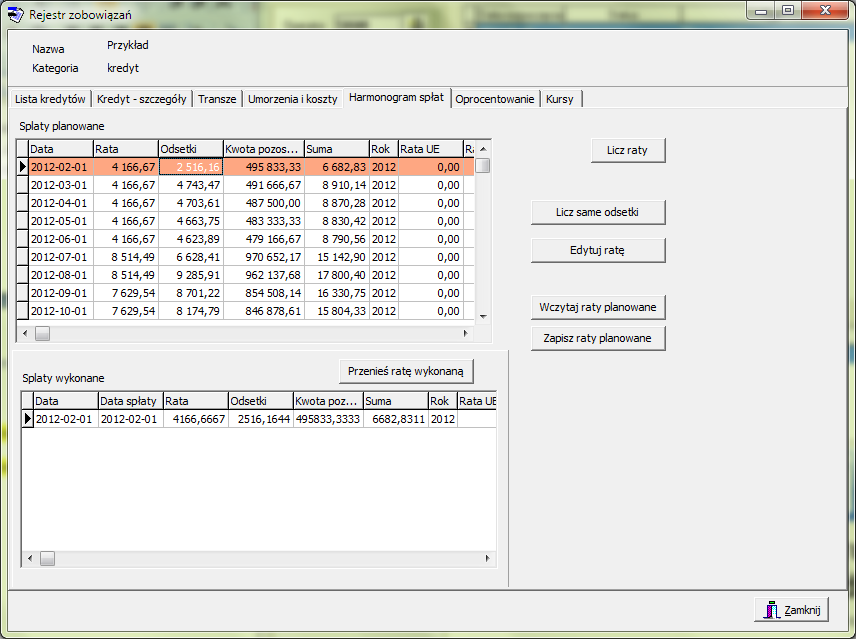 Rejestr zobowiązań
Nazwa Przykład
Kategoria kredyt
Lista kredytów Kredyt - szczegóły Transze Umorzenia i koszty Harmonogram spłat Oprocentowanie Kursy
Splaty planowane
Data Rata Odsetki Kwota pozos... Suma Rok Rata UE Ra
2012-02-01 4 166,67 2 516,16 495 833,33 6 682,83 2012 0,00
2012-03-01 4 166,67 4 743,47 491 666,67 8 910,14 2012 0,00
2012-04-01 4 166,67 4 703,61 487 500,00 8 870,28 2012 0,00
2012-05-01 4 166,67 4 663,75 483 333,33 8 830,42 2012 0,00
2012-06-01 4 166,67 4 623,89 479 166,67 8 790,56 2012 0,00
2012-07-01 8 514,49 6 628,41 970 652,17 15 142,90 2012 0,00
2012-08-01 8 514,49 9 285,91 962 137,68 17 800,40 2012 0,00
2012-09-01 7 629,54 8 701,22 854 508,14 16 330,75 2012 0,00
2012-10-01 7 629,54 8 174,79 846 878,61 15 804,33 2012 0,00
Licz raty
Licz same odsetki
Edytuj ratę
Wczytaj raty planowane
Zapisz raty planowane
Splaty wykonane
Przenieś ratę wykonaną
Data Data spłaty Rata Odsetki Kwota poz... Suma Rok Rata UE
2012-02-01 2012-02-01 4166,6667 2516,1644 495833,3333 6682,8311 2012
Zamknij